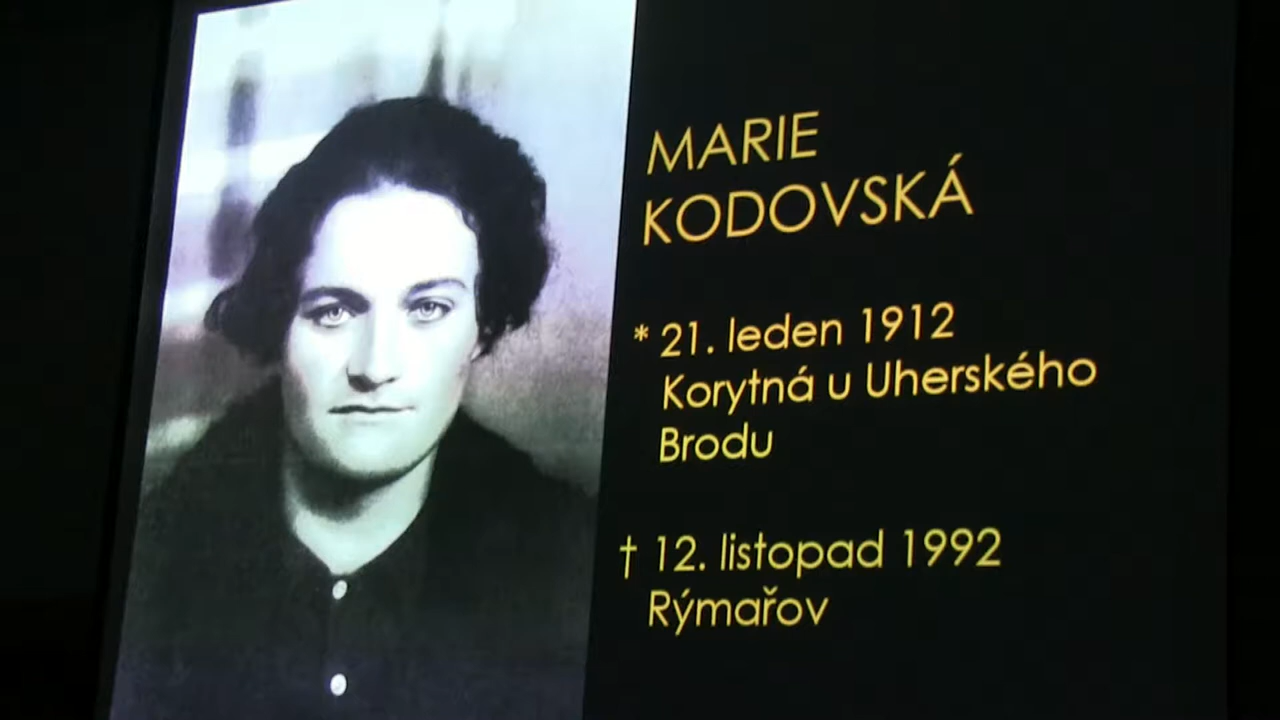 MARIE
KODOVSKÁ
* 21. leden 1912
Korytná u Uherského
Brodu
† 12. listopad 1992
Rýmařov